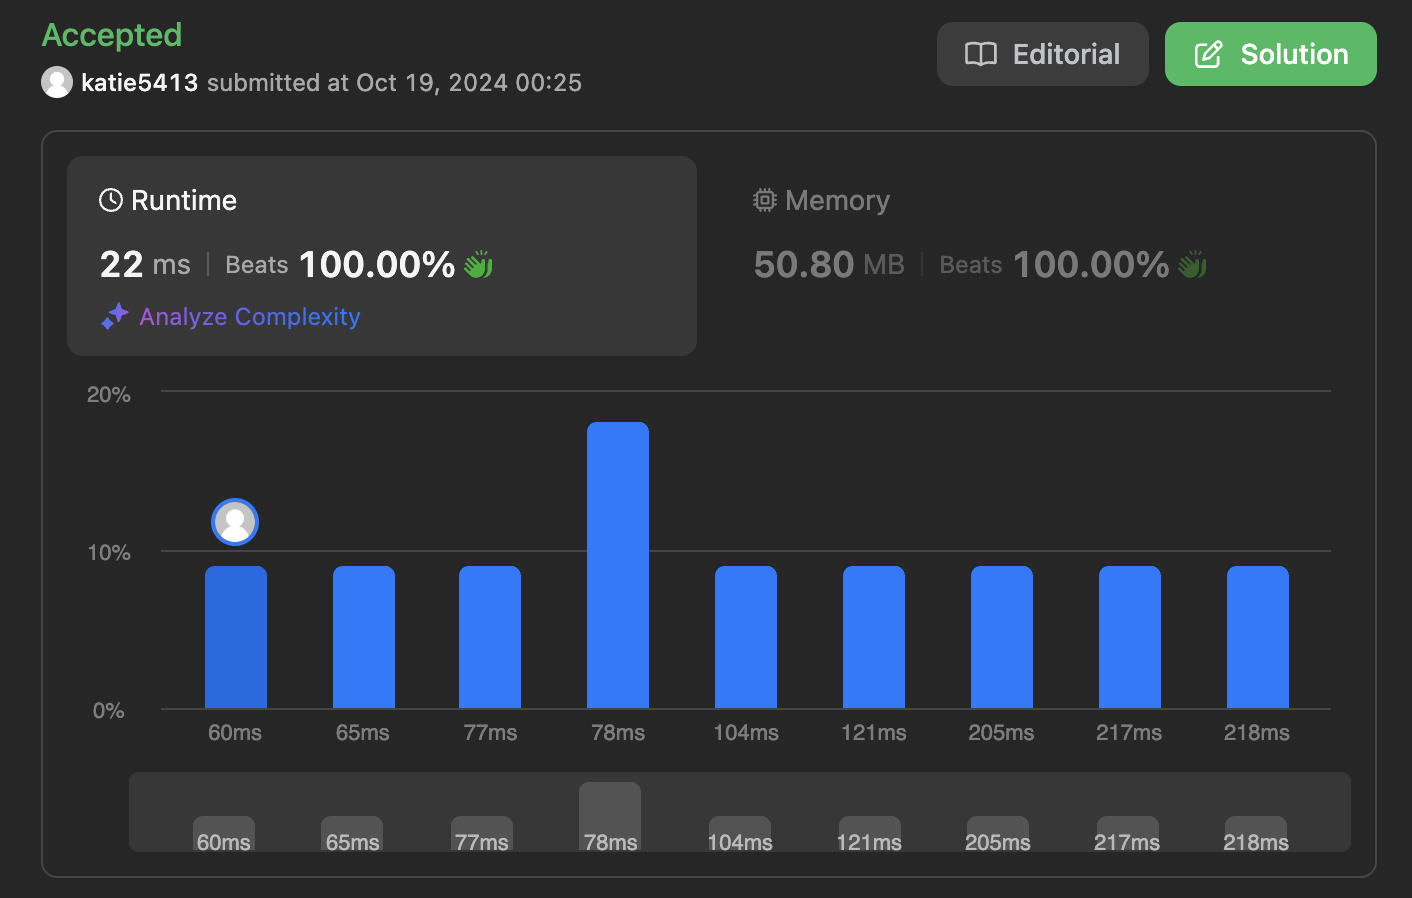 Accepted
katie5413 submitted at Oct 19, 2024 00:25
Editorial
Solution
Runtime
22 ms | Beats 100.00%
Analyze Complexity
Memory
50.80 MB | Beats 100.00%
20%
10%
0%
60ms 65ms 77ms 78ms 104ms 121ms 205ms 217ms 218ms
60ms 65ms 77ms 78ms 104ms 121ms 205ms 217ms 218ms